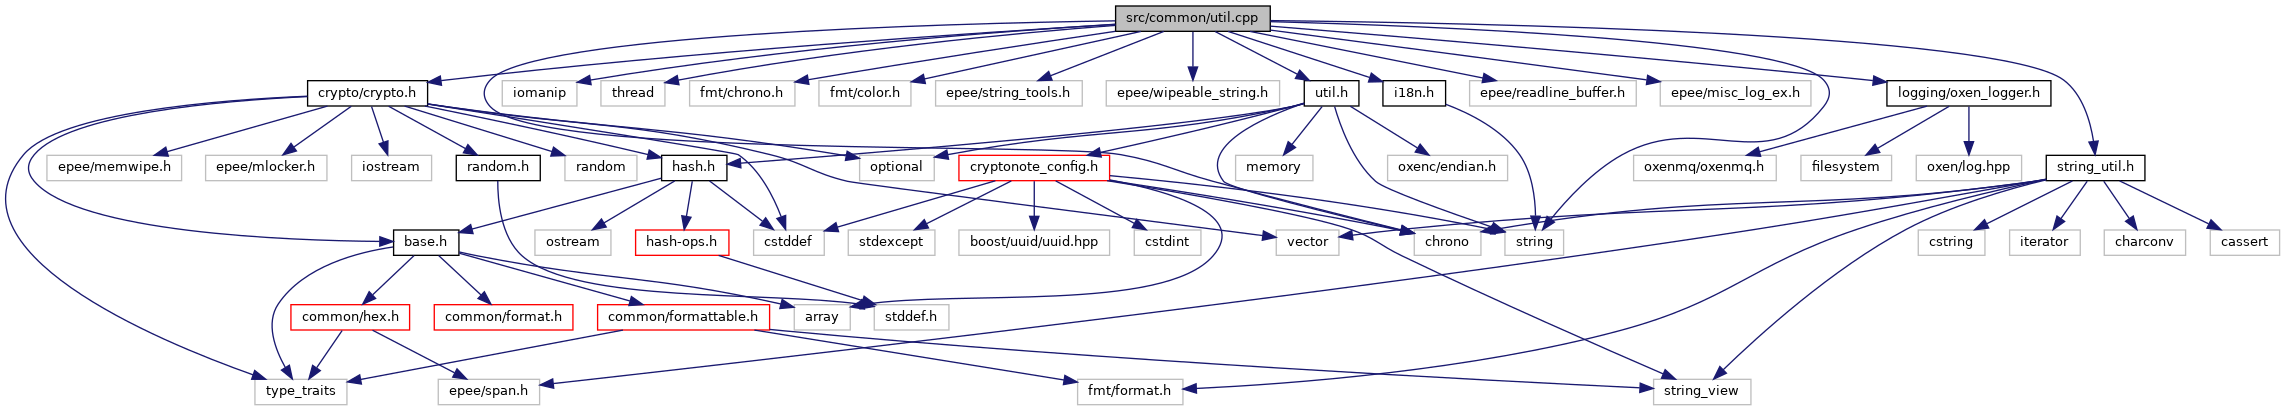 src/common/util.cpp
crypto/crypto.h
iomanip
thread
fmt/chrono.h
fmt/color.h
epee/string_tools.h
epee/wipeable_string.h
util.h
i18n.h
epee/readline_buffer.h
epee/misc_log_ex.h
logging/oxen_logger.h
epee/memwipe.h
epee/mlocker.h
iostream
random.h
random
hash.h
optional
cryptonote_config.h
memory
oxenc/endian.h
oxenmq/oxenmq.h
filesystem
oxen/log.hpp
string_util.h
base.h
ostream
hash-ops.h
cstddef
stdexcept
boost/uuid/uuid.hpp
cstdint
vector
chrono
string
cstring
iterator
charconv
cassert
common/hex.h
common/format.h
common/formattable.h
array
stddef.h
type_traits
epee/span.h
fmt/format.h
string_view